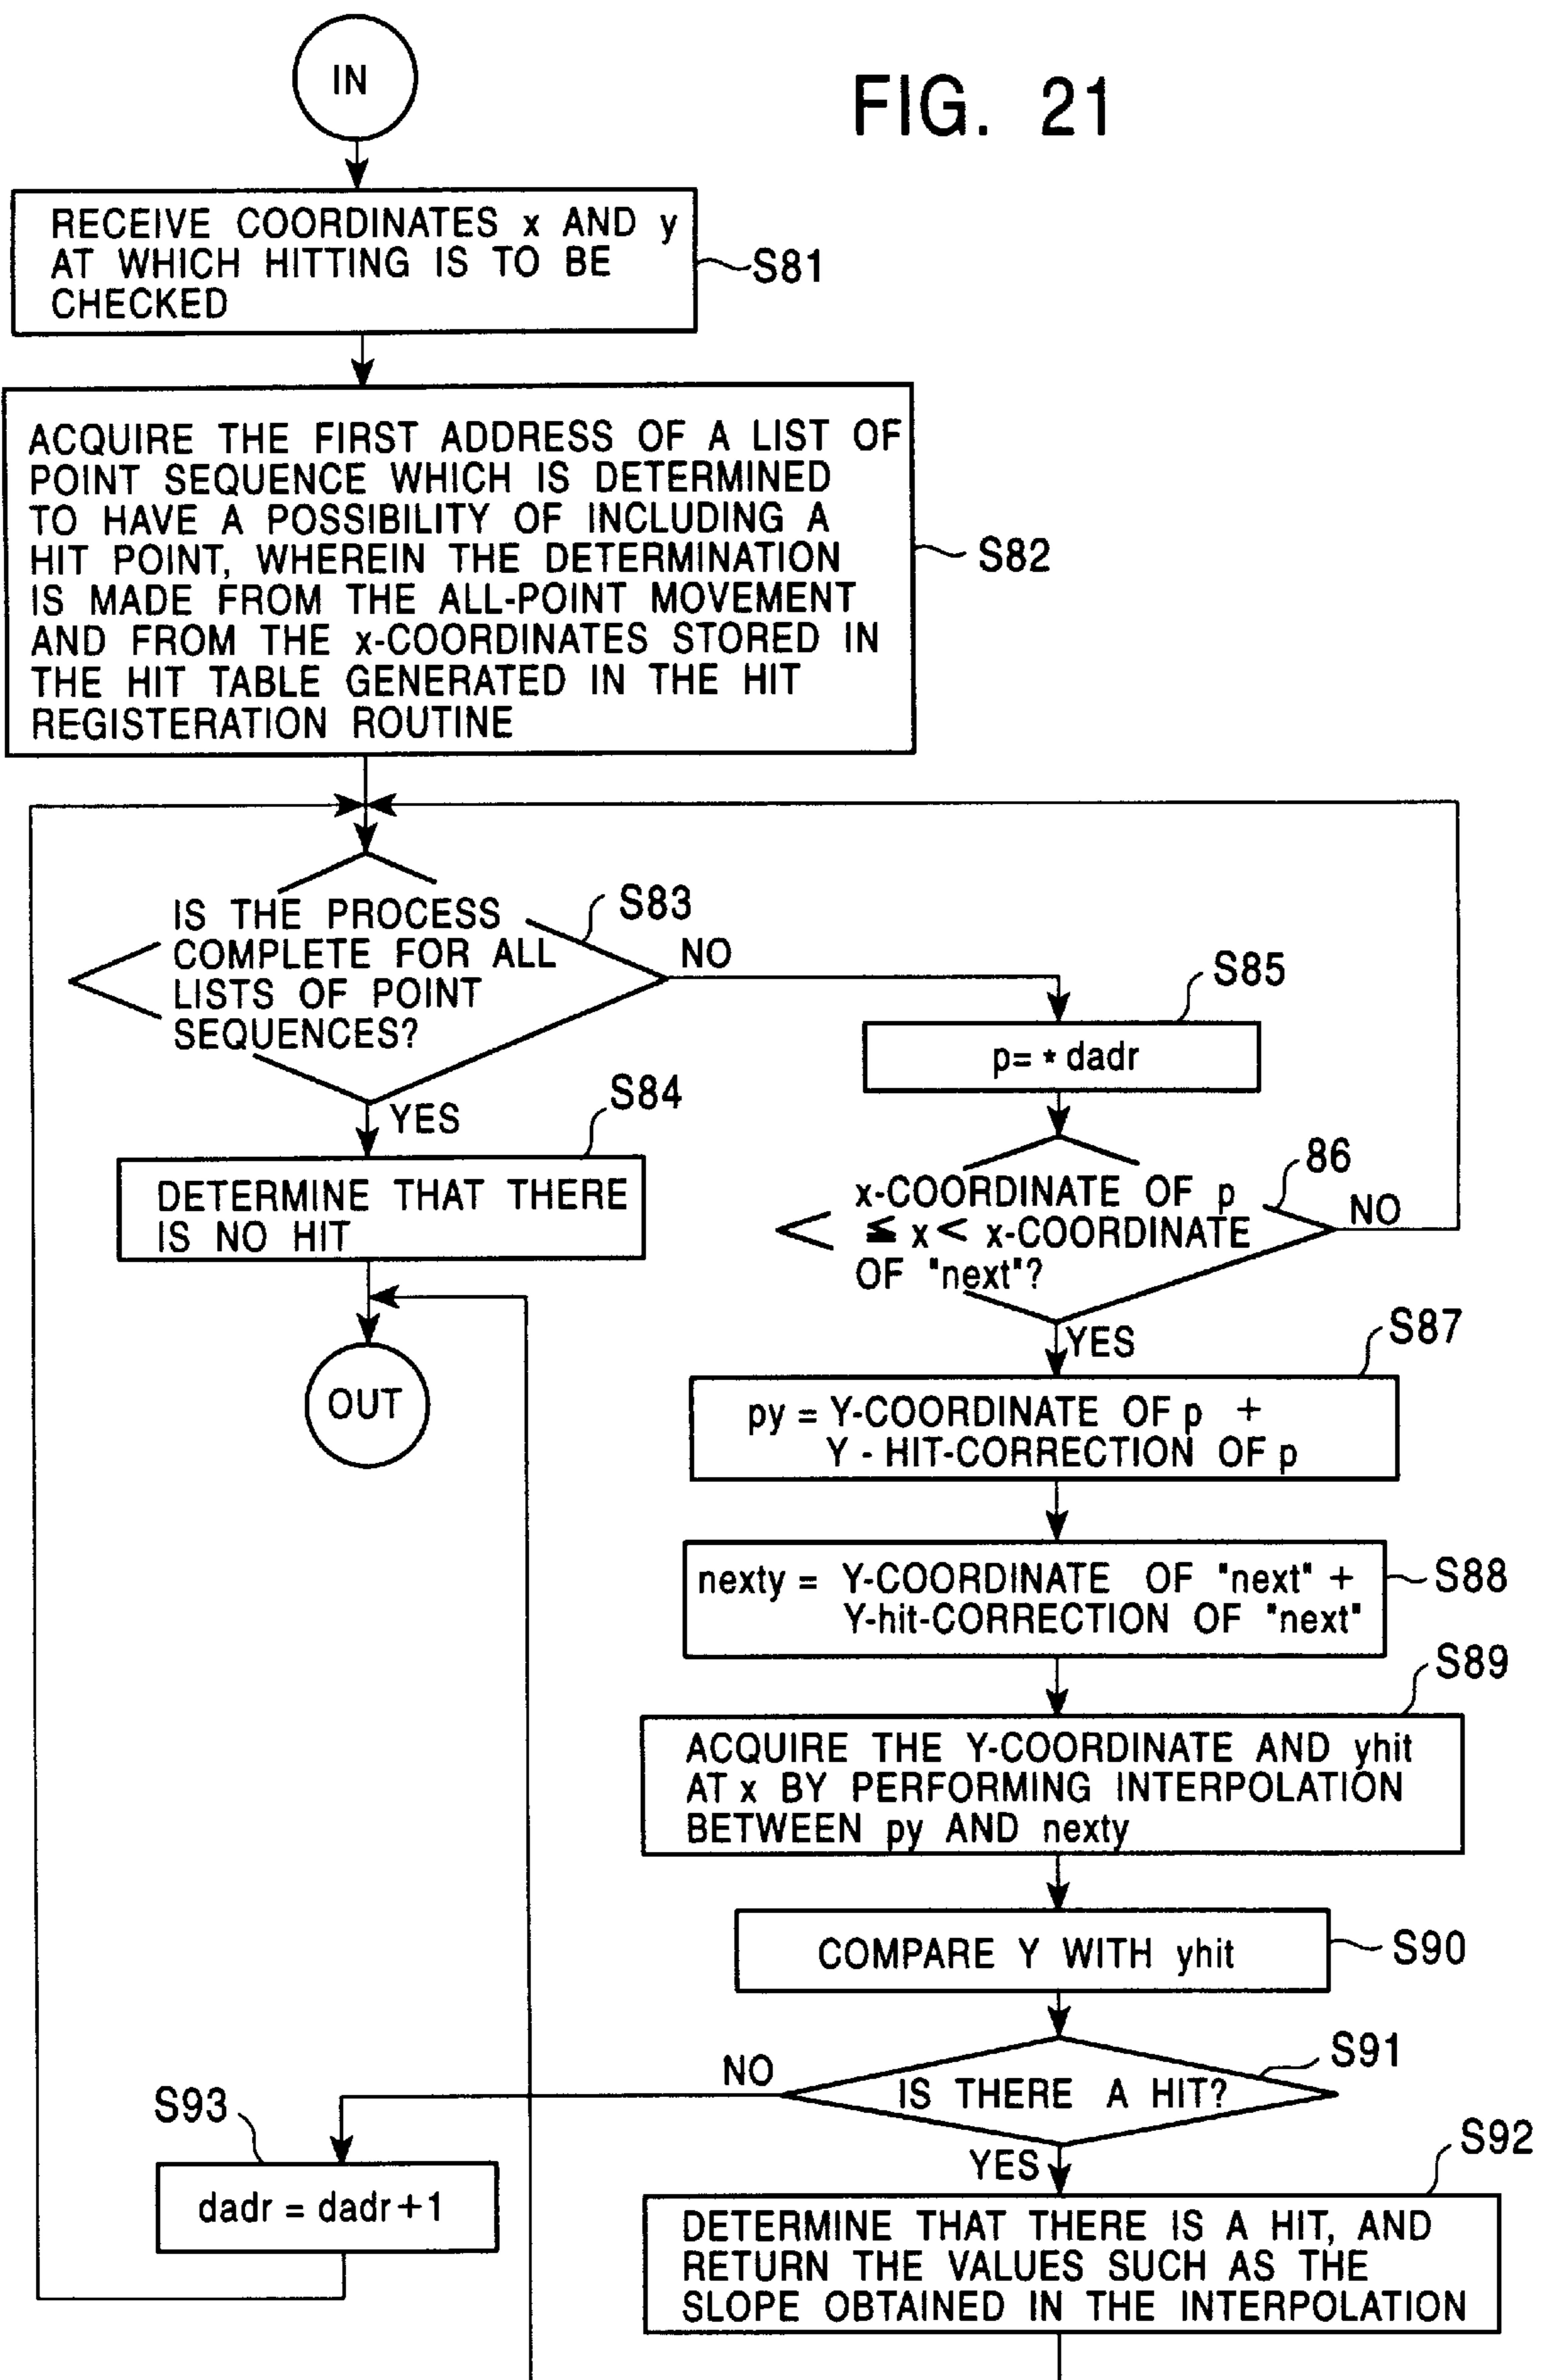 IN
FIG. 21
RECEIVE COORDINATES x AND y
AT WHICH HITTING IS TO BE
CHECKED
S81
ACQUIRE THE FIRST ADDRESS OF A LIST OF
POINT SEQUENCE WHICH IS DETERMINED
TO HAVE A POSSIBILITY OF INCLUDING A
HIT POINT, WHEREIN THE DETERMINATION
IS MADE FROM THE ALL-POINT MOVEMENT
AND FROM THE x-COORDINATES STORED IN
THE HIT TABLE GENERATED IN THE HIT
REGISTERATION ROUTINE
S82
IS THE PROCESS
COMPLETE FOR ALL
LISTS OF POINT
SEQUENCES?
S83
NO
YES
S84
DETERMINE THAT THERE
IS NO HIT
OUT
S85
p= * dadr
86
x-COORDINATE OF p
≦ x < x-COORDINATE
OF "next"?
NO
YES
S87
py = Y-COORDINATE OF p +
Y - HIT-CORRECTION OF p
nexty = Y-COORDINATE OF "next" +
Y-hit-CORRECTION OF "next"
S88
S89
ACQUIRE THE Y-COORDINATE AND yhit
AT x BY PERFORMING INTERPOLATION
BETWEEN py AND nexty
COMPARE Y WITH yhit
S90
S91
IS THERE A HIT?
NO
YES
S93
dadr = dadr+1
S92
DETERMINE THAT THERE IS A HIT, AND
RETURN THE VALUES SUCH AS THE
SLOPE OBTAINED IN THE INTERPOLATION